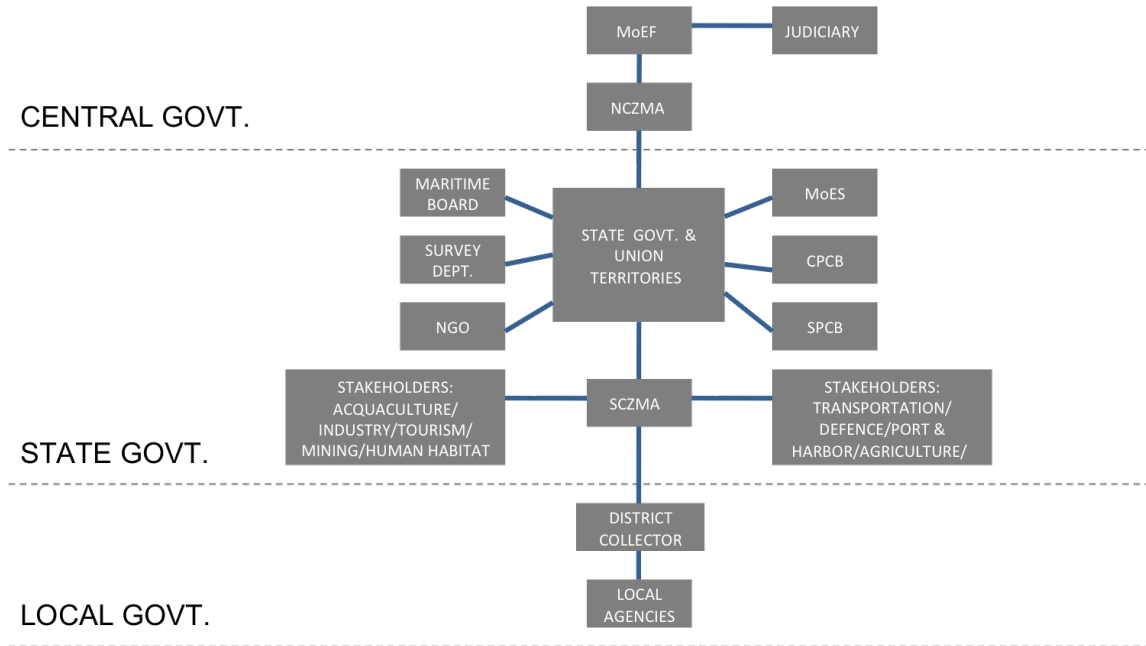 MoEF
JUDICIARY
NCZMA
CENTRAL GOVT.
MARITIME
BOARD
MoES
STATE GOVT. &
UNION
TERRITORIES
SURVEY
DEPT.
CPCB
NGO
SPCB
STAKEHOLDERS:
ACQUACULTURE/
INDUSTRY/TOURISM/
MINING/HUMAN HABITAT
SCZMA
STAKEHOLDERS:
TRANSPORTATION/
DEFENCE/PORT &
HARBOR/AGRICULTURE/
STATE GOVT.
DISTRICT
COLLECTOR
LOCAL
AGENCIES
LOCAL GOVT.